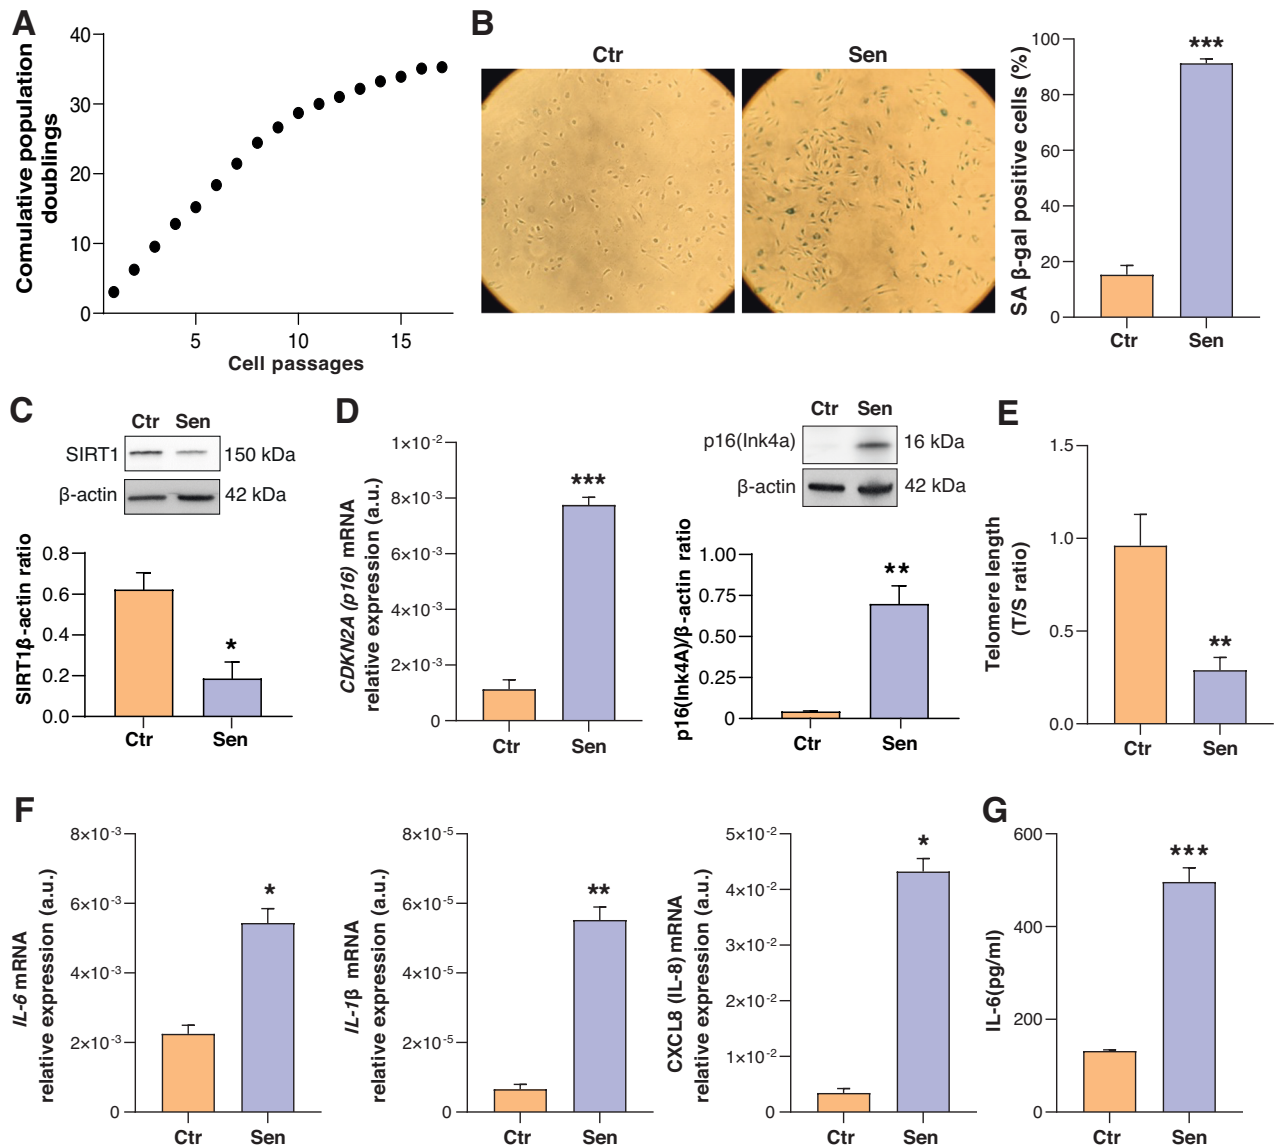 A
Comulative population
doublings
40
30
20
10
0
5
10
15
Cell passages
B
Ctr
Sen
SA β-gal positive cells (%)
100
80
60
40
20
0
***
Ctr
Sen
C
Ctr
Sen
SIRT1
150 kDa
β-actin
42 kDa
SIRT1β-actin ratio
0.8
0.6
0.4
0.2
0.0
*
Ctr
Sen
D
CDKN2A (p16) mRNA
relative expression (a.u.)
1×10-2
8×10-3
6×10-3
4×10-3
2×10-3
0
***
Ctr
Sen
Ctr
Sen
p16(Ink4a)
16 kDa
β-actin
42 kDa
p16(Ink4A)/β-actin ratio
1.00
0.75
0.50
0.25
0
**
Ctr
Sen
E
Telomere length
(T/S ratio)
1.5
1.0
0.5
0.0
**
Ctr
Sen
F
IL-6 mRNA
relative expression (a.u.)
8×10-3
6×10-3
4×10-3
2×10-3
0
*
Ctr
Sen
IL-1β mRNA
relative expression (a.u.)
8×10-5
6×10-5
4×10-5
2×10-5
0
**
Ctr
Sen
CXCL8 (IL-8) mRNA
relative expression (a.u.)
5×10-2
4×10-2
3×10-2
2×10-2
1×10-2
0
*
Ctr
Sen
G
IL-6(pg/ml)
600
400
200
0
***
Ctr
Sen